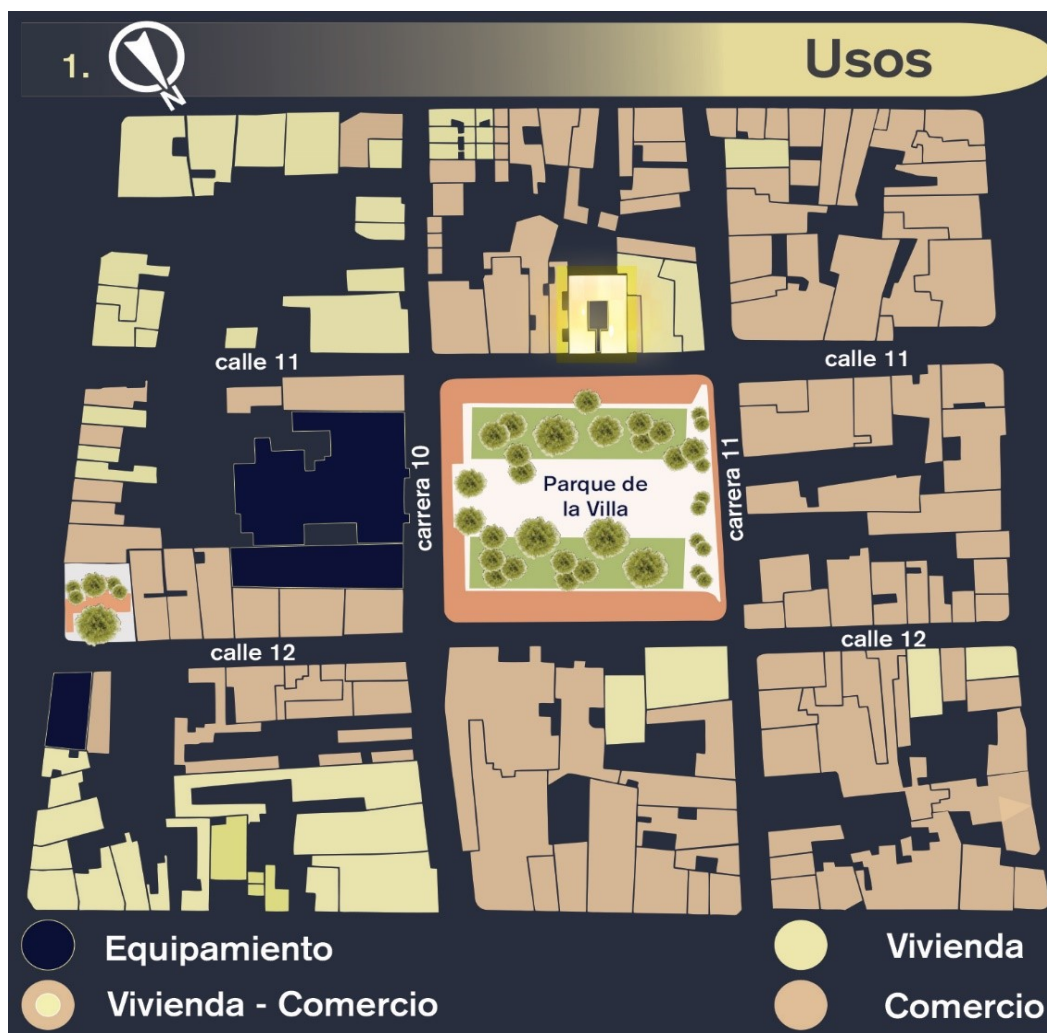 1.
N
Usos
calle 11
calle 11
carrera 10
Parque de
la Villa
carrera 11
calle 12
calle 12
Equipamiento
Vivienda
Vivienda - Comercio
Comercio